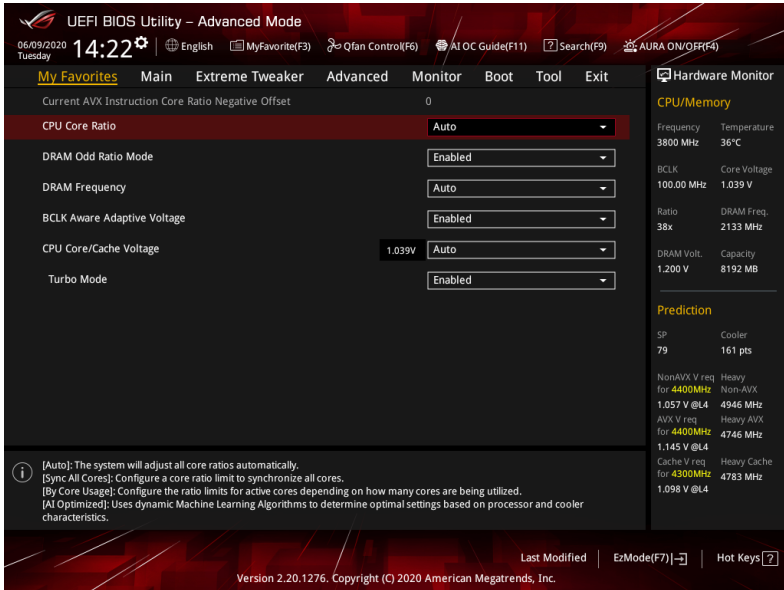 UEFI BIOS Utility – Advanced Mode
06/09/2020 Tuesday 14:22 English MyFavorite(F3) Qfan Control(F6) AI OC Guide(F11) ? Search(F9) AURA ON/OFF(F4)
My Favorites Main Extreme Tweaker Advanced Monitor Boot Tool Exit
Current AVX Instruction Core Ratio Negative Offset 0
CPU Core Ratio Auto
DRAM Odd Ratio Mode Enabled
DRAM Frequency Auto
BCLK Aware Adaptive Voltage Enabled
CPU Core/Cache Voltage 1.039V Auto
Turbo Mode Enabled
[Auto]: The system will adjust all core ratios automatically.
[Sync All Cores]: Configure a core ratio limit to synchronize all cores.
[By Core Usage]: Configure the ratio limits for active cores depending on how many cores are being utilized.
[AI Optimized]: Uses dynamic Machine Learning Algorithms to determine optimal settings based on processor and cooler
characteristics.
Hardware Monitor
CPU/Memory
Frequency Temperature
3800 MHz 36°C
BCLK Core Voltage
100.00 MHz 1.039 V
Ratio DRAM Freq.
38x 2133 MHz
DRAM Volt. Capacity
1.200 V 8192 MB
Prediction
SP Cooler
79 161 pts
NonAVX V req Heavy
for 4400MHz Non-AVX
1.057 V @L4 4946 MHz
AVX V req Heavy AVX
for 4400MHz 4746 MHz
1.145 V @L4
Cache V req Heavy Cache
for 4300MHz 4783 MHz
1.098 V @L4
Last Modified EzMode(F7) Hot Keys ?
Version 2.20.1276. Copyright (C) 2020 American Megatrends, Inc.